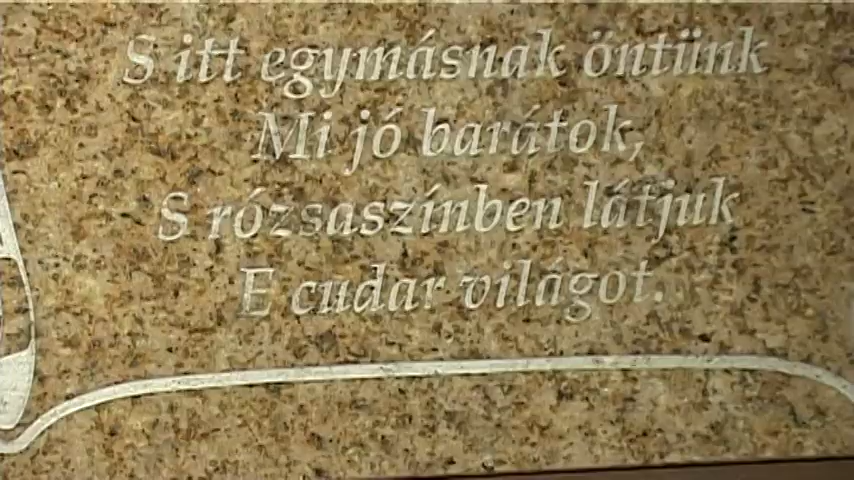 S itt egymásnak öntünk
Mi jó barátok,
S rózsaszínben látjuk
E cudar világot.